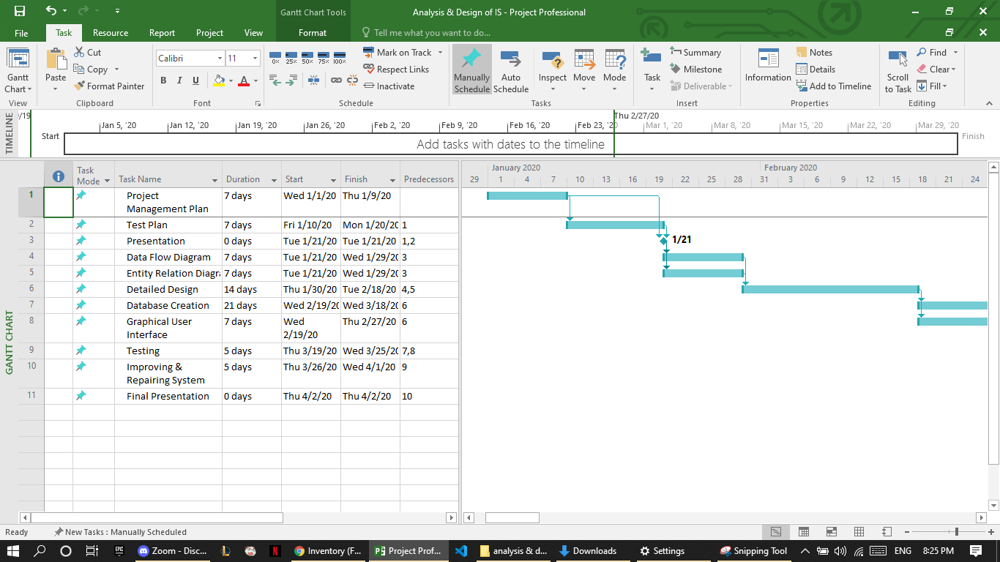 Gantt Chart Tools
Analysis & Design of IS - Project Professional
File Task Resource Report Project View Format Tell me what you want to do...
Gantt Chart
View
Paste
Cut
Copy
Format Painter
Clipboard
Calibri 11
B I U
Font
0% 25% 50% 75% 100%
Mark on Track
Respect Links
Inactivate
Schedule
Manually Schedule
Auto Schedule
Inspect
Move
Mode
Tasks
Task
Summary
Milestone
Deliverable
Insert
Information
Notes
Details
Add to Timeline
Properties
Scroll to Task
Find
Clear
Fill
Editing
TIMELINE
/19
Thu 2/27/20
Jan 5, '20 Jan 12, '20 Jan 19, '20 Jan 26, '20 Feb 2, '20 Feb 9, '20 Feb 16, '20 Feb 23, '20 Mar 1, '20 Mar 8, '20 Mar 15, '20 Mar 22, '20 Mar 29, '20
Start
Add tasks with dates to the timeline
Finish
GANTT CHART
Task Mode Task Name Duration Start Finish Predecessors
January 2020 February 2020
29 1 4 7 10 13 16 19 22 25 28 31 3 6 9 12 15 18 21 24
1 Project Management Plan 7 days Wed 1/1/20 Thu 1/9/20
2 Test Plan 7 days Fri 1/10/20 Mon 1/20/20 1
3 Presentation 0 days Tue 1/21/20 Tue 1/21/20 1,2
1/21
4 Data Flow Diagram 7 days Tue 1/21/20 Wed 1/29/20 3
5 Entity Relation Diagr 7 days Tue 1/21/20 Wed 1/29/20 3
6 Detailed Design 14 days Thu 1/30/20 Tue 2/18/20 4,5
7 Database Creation 21 days Wed 2/19/20 Wed 3/18/20 6
8 Graphical User Interface 7 days Wed 2/19/20 Thu 2/27/20 6
9 Testing 5 days Thu 3/19/20 Wed 3/25/20 7,8
10 Improving & Repairing System 5 days Thu 3/26/20 Wed 4/1/20 9
11 Final Presentation 0 days Thu 4/2/20 Thu 4/2/20 10
Ready New Tasks : Manually Scheduled
Zoom - Disc... Inventory (F... Project Prof... analysis & d... Downloads Settings Snipping Tool ENG 8:25 PM